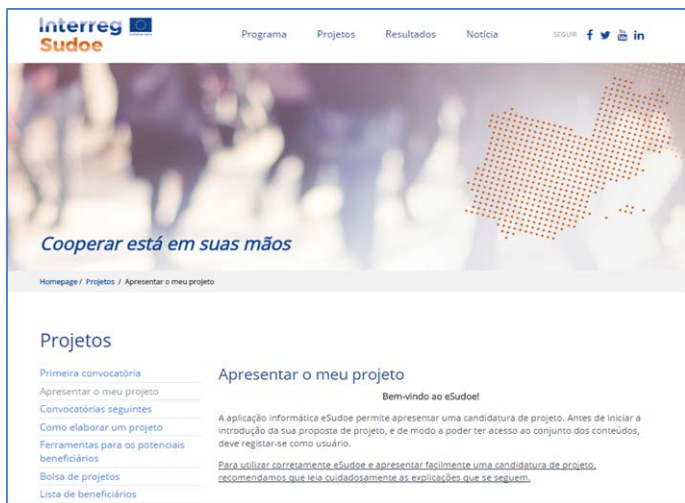 Interreg
Sudoe
Programa Projetos Resultados Notícia SEGUIR
Cooperar está em suas mãos
Homepage / Projetos / Apresentar o meu projeto
Projetos
Primeira convocatória
Apresentar o meu projeto
Convocatórias seguintes
Como elaborar um projeto
Ferramentas para os potenciais
beneficiários
Bolsa de projetos
Lista de beneficiários
Apresentar o meu projeto
Bem-vindo ao eSudoe!
A aplicação informática eSudoe permite apresentar uma candidatura de projeto. Antes de iniciar a
introdução da sua proposta de projeto, e de modo a poder ter acesso ao conjunto dos conteúdos,
deve registar-se como usuário.
Para utilizar corretamente eSudoe e apresentar facilmente uma candidatura de projeto,
recomendamos que leia cuidadosamente as explicações que se seguem.